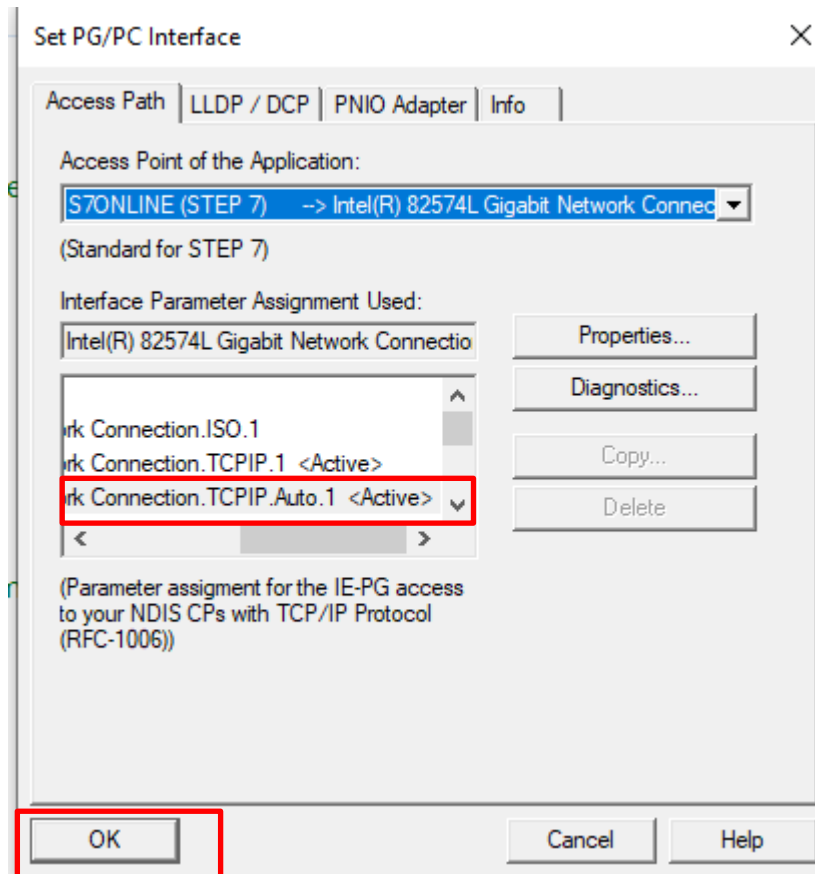 Set PG/PC Interface
Access Path
LLDP / DCP
PNIO Adapter
Info
Access Point of the Application:
S7ONLINE (STEP 7) --> Intel(R) 82574L Gigabit Network Connec
(Standard for STEP 7)
Interface Parameter Assignment Used:
Intel(R) 82574L Gigabit Network Connectio
Properties...
Diagnostics...
rk Connection.ISO.1
rk Connection.TCPIP.1 <Active>
rk Connection.TCPIP.Auto.1 <Active>
Copy...
Delete
(Parameter assigment for the IE-PG access
to your NDIS CPs with TCP/IP Protocol
(RFC-1006))
OK
Cancel
Help